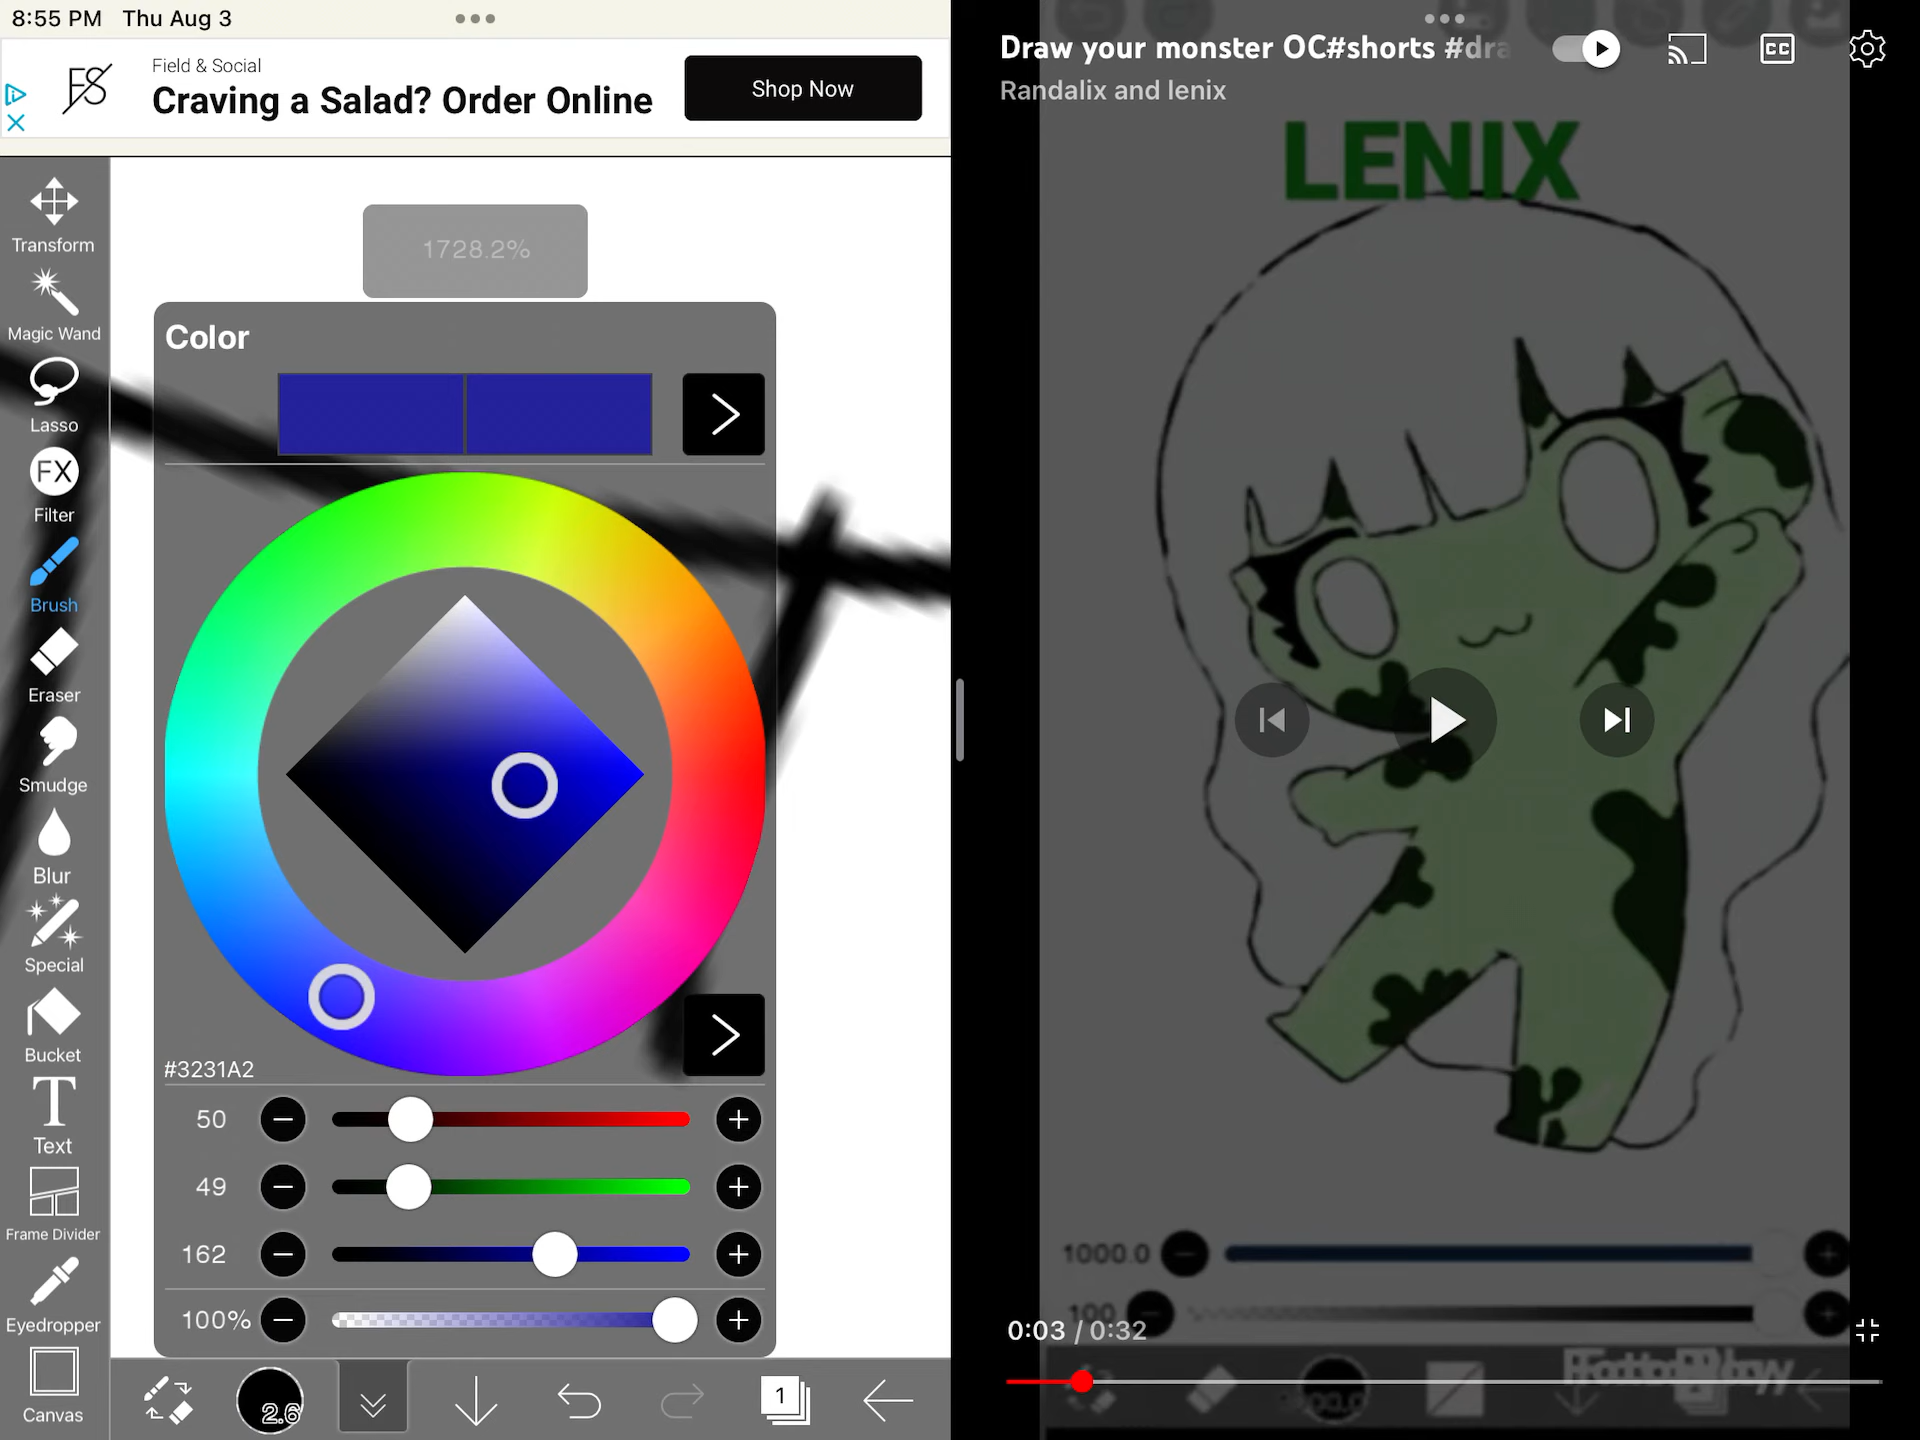 8:55 PM Thu Aug 3
Field & Social
Craving a Salad? Order Online
Shop Now
Transform
Magic Wand
Lasso
FX
Filter
Brush
Eraser
Smudge
Blur
Special
Bucket
T
Text
Frame Divider
Eyedropper
Canvas
1728.2%
Color
#3231A2
50
49
162
100%
2.6
1
Draw your monster OC#shorts #dra
Randalix and lenix
CC
LENIX
1000.0
100
0:03 / 0:32